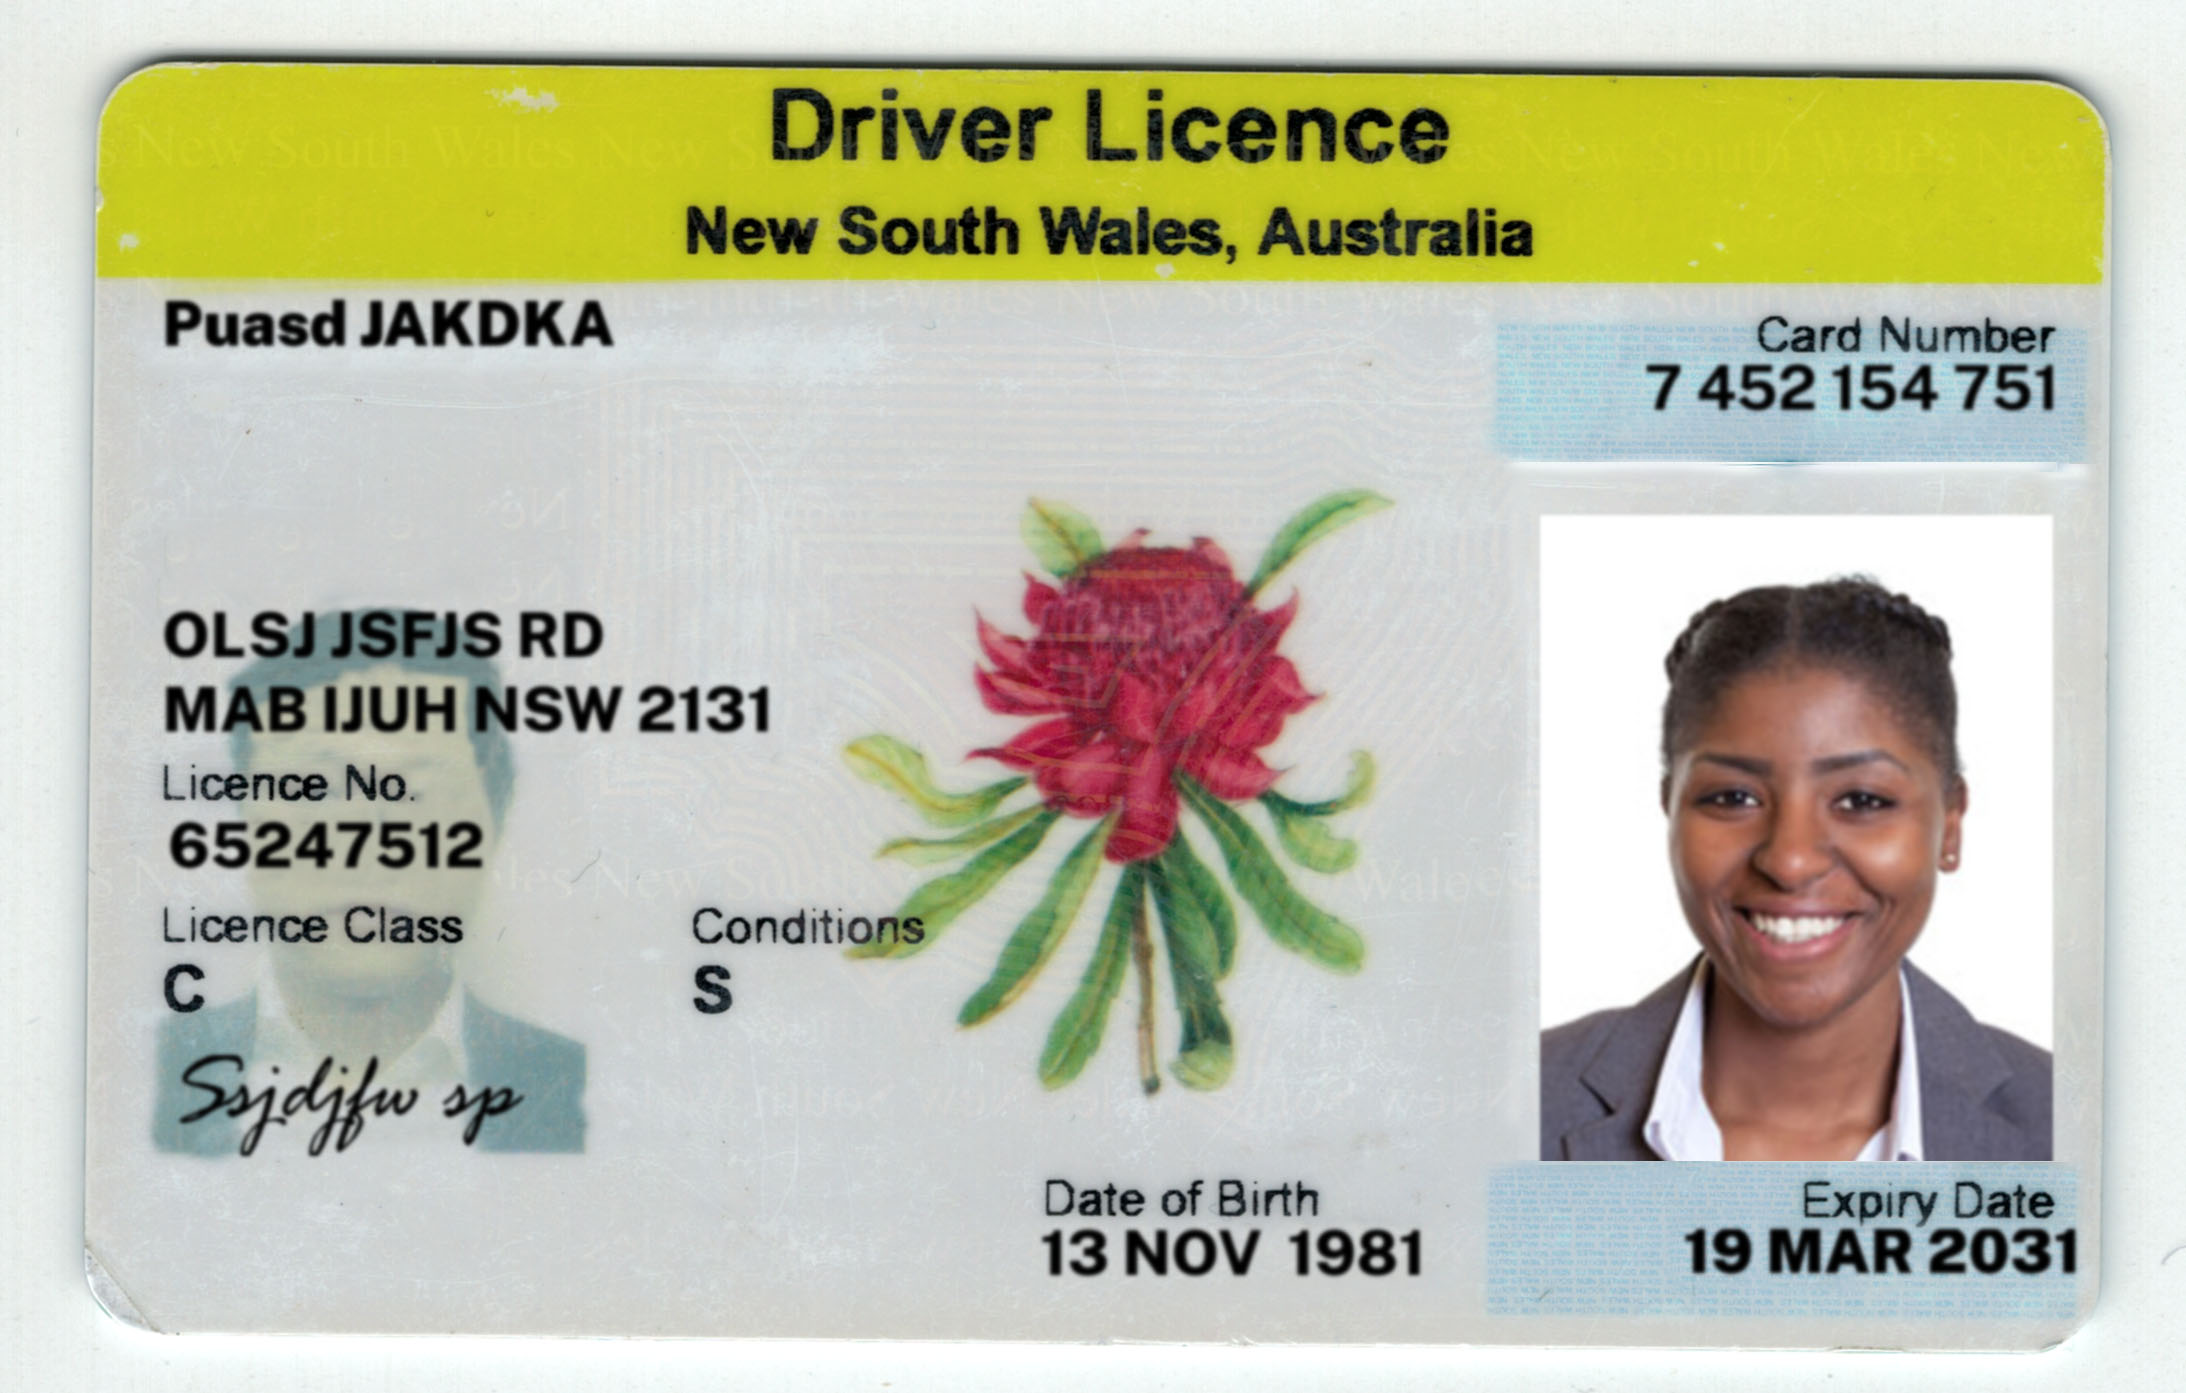 Driver Licence
New South Wales, Australia
Puasd JAKDKA
Card Number
7 452 154 751
OLSJ JSFJS RD
MAB IJUH NSW 2131
Licence No.
65247512
Licence Class
Conditions
C
S
Ssjdjfw sp
Date of Birth
13 NOV 1981
Expiry Date
19 MAR 2031